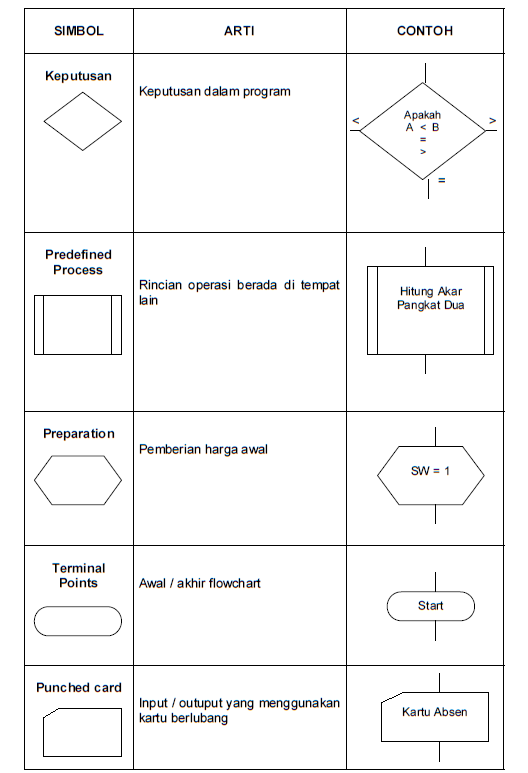 SIMBOL ARTI CONTOH
Keputusan
Keputusan dalam program
Apakah
A < B
=
>
<
>
=
Predefined
Process
Rincian operasi berada di tempat
lain
Hitung Akar
Pangkat Dua
Preparation
Pemberian harga awal
SW = 1
Terminal
Points
Awal / akhir flowchart
Start
Punched card
Input / outuput yang menggunakan
kartu berlubang
Kartu Absen